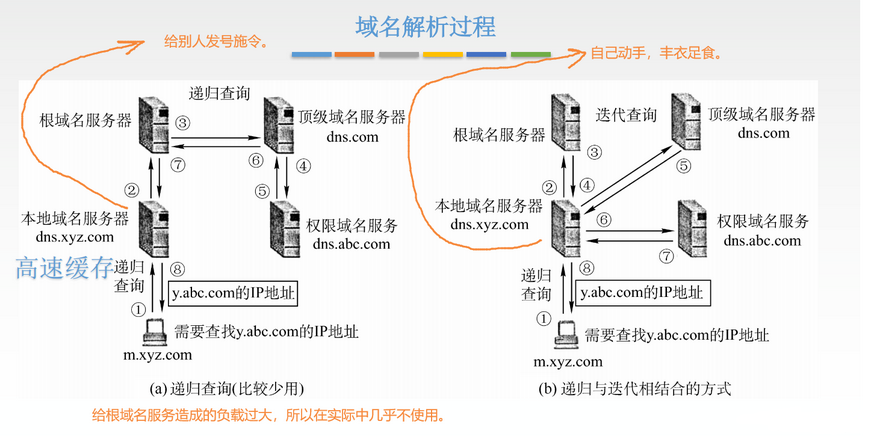 域名解析过程
给别人发号施令。
自己动手，丰衣足食。
递归查询
根域名服务器
③
⑦
顶级域名服务器
dns.com
⑥
④
②
⑤
本地域名服务器
dns.xyz.com
权限域名服务
dns.abc.com
高速缓存
递归
查询
⑧
y.abc.com的IP地址
①
需要查找y.abc.com的IP地址
m.xyz.com
(a) 递归查询(比较少用)
迭代查询
根域名服务器
③
顶级域名服务器
dns.com
⑤
②
④
本地域名服务器
dns.xyz.com
⑥
权限域名服务
dns.abc.com
⑦
递归
查询
⑧
y.abc.com的IP地址
①
需要查找y.abc.com的IP地址
m.xyz.com
(b) 递归与迭代相结合的方式
给根域名服务造成的负载过大，所以在实际中几乎不使用。